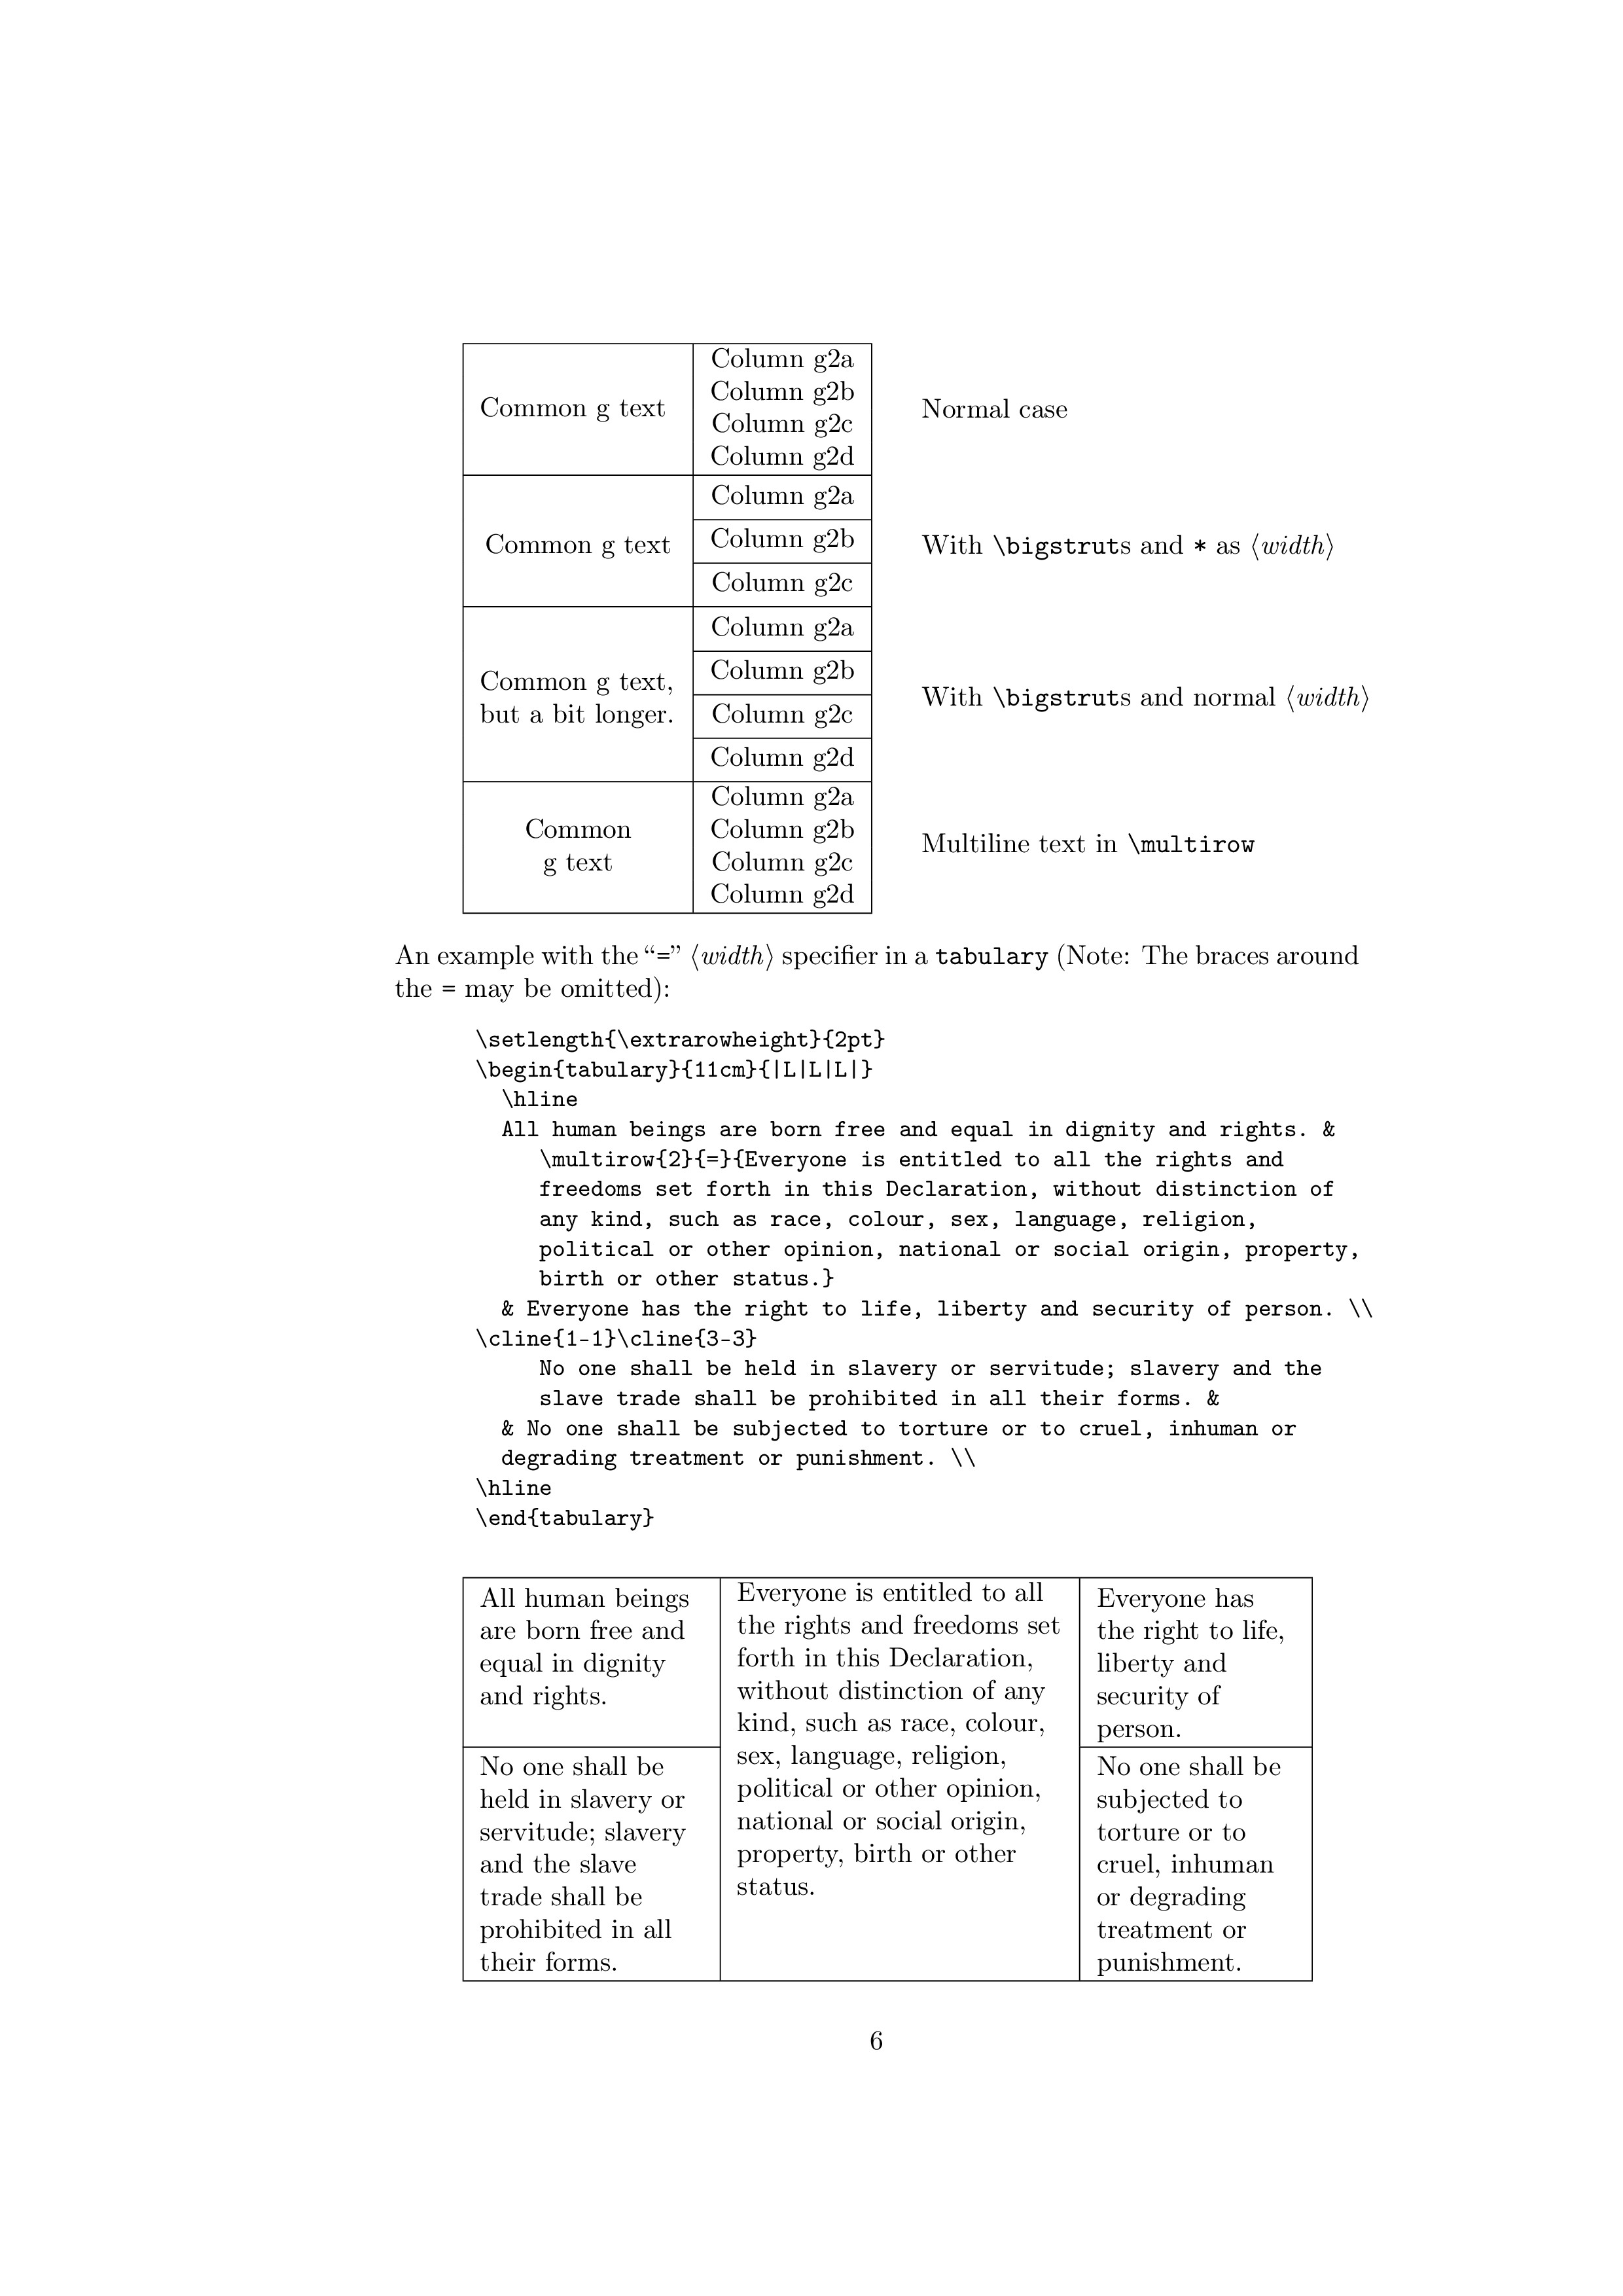 Column g2a
Column g2b
Common g text
Normal case
Column g2c
Column g2d
Column g2a
Common g text
Column g2b
With \bigstruts and * as ⟨width⟩
Column g2c
Column g2a
Column g2b
Common g text,
but a bit longer.
With \bigstruts and normal ⟨width⟩
Column g2c
Column g2d
Column g2a
Common
g text
Column g2b
Multiline text in \multirow
Column g2c
Column g2d
An example with the “=” ⟨width⟩ specifier in a tabulary (Note: The braces around
the = may be omitted):
\setlength{\extrarowheight}{2pt}
\begin{tabulary}{11cm}{|L|L|L|}
\hline
All human beings are born free and equal in dignity and rights. &
\multirow{2}{=}{Everyone is entitled to all the rights and
freedoms set forth in this Declaration, without distinction of
any kind, such as race, colour, sex, language, religion,
political or other opinion, national or social origin, property,
birth or other status.}
& Everyone has the right to life, liberty and security of person. \\
\cline{1-1}\cline{3-3}
No one shall be held in slavery or servitude; slavery and the
slave trade shall be prohibited in all their forms. &
& No one shall be subjected to torture or to cruel, inhuman or
degrading treatment or punishment. \\
\hline
\end{tabulary}
All human beings
are born free and
equal in dignity
and rights.
Everyone is entitled to all
the rights and freedoms set
forth in this Declaration,
without distinction of any
kind, such as race, colour,
sex, language, religion,
political or other opinion,
national or social origin,
property, birth or other
status.
Everyone has
the right to life,
liberty and
security of
person.
No one shall be
held in slavery or
servitude; slavery
and the slave
trade shall be
prohibited in all
their forms.
No one shall be
subjected to
torture or to
cruel, inhuman
or degrading
treatment or
punishment.
6